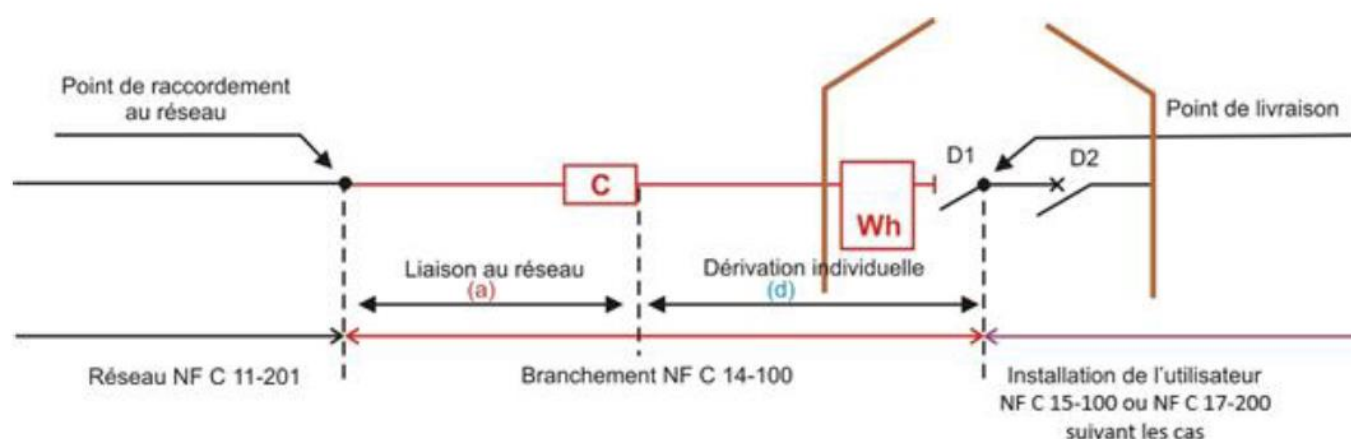 Point de raccordement
au réseau
Point de livraison
D1
D2
C
Wh
Liaison au réseau
(a)
Dérivation individuelle
(d)
Réseau NF C 11-201
Branchement NF C 14-100
Installation de l'utilisateur
NF C 15-100 ou NF C 17-200
suivant les cas